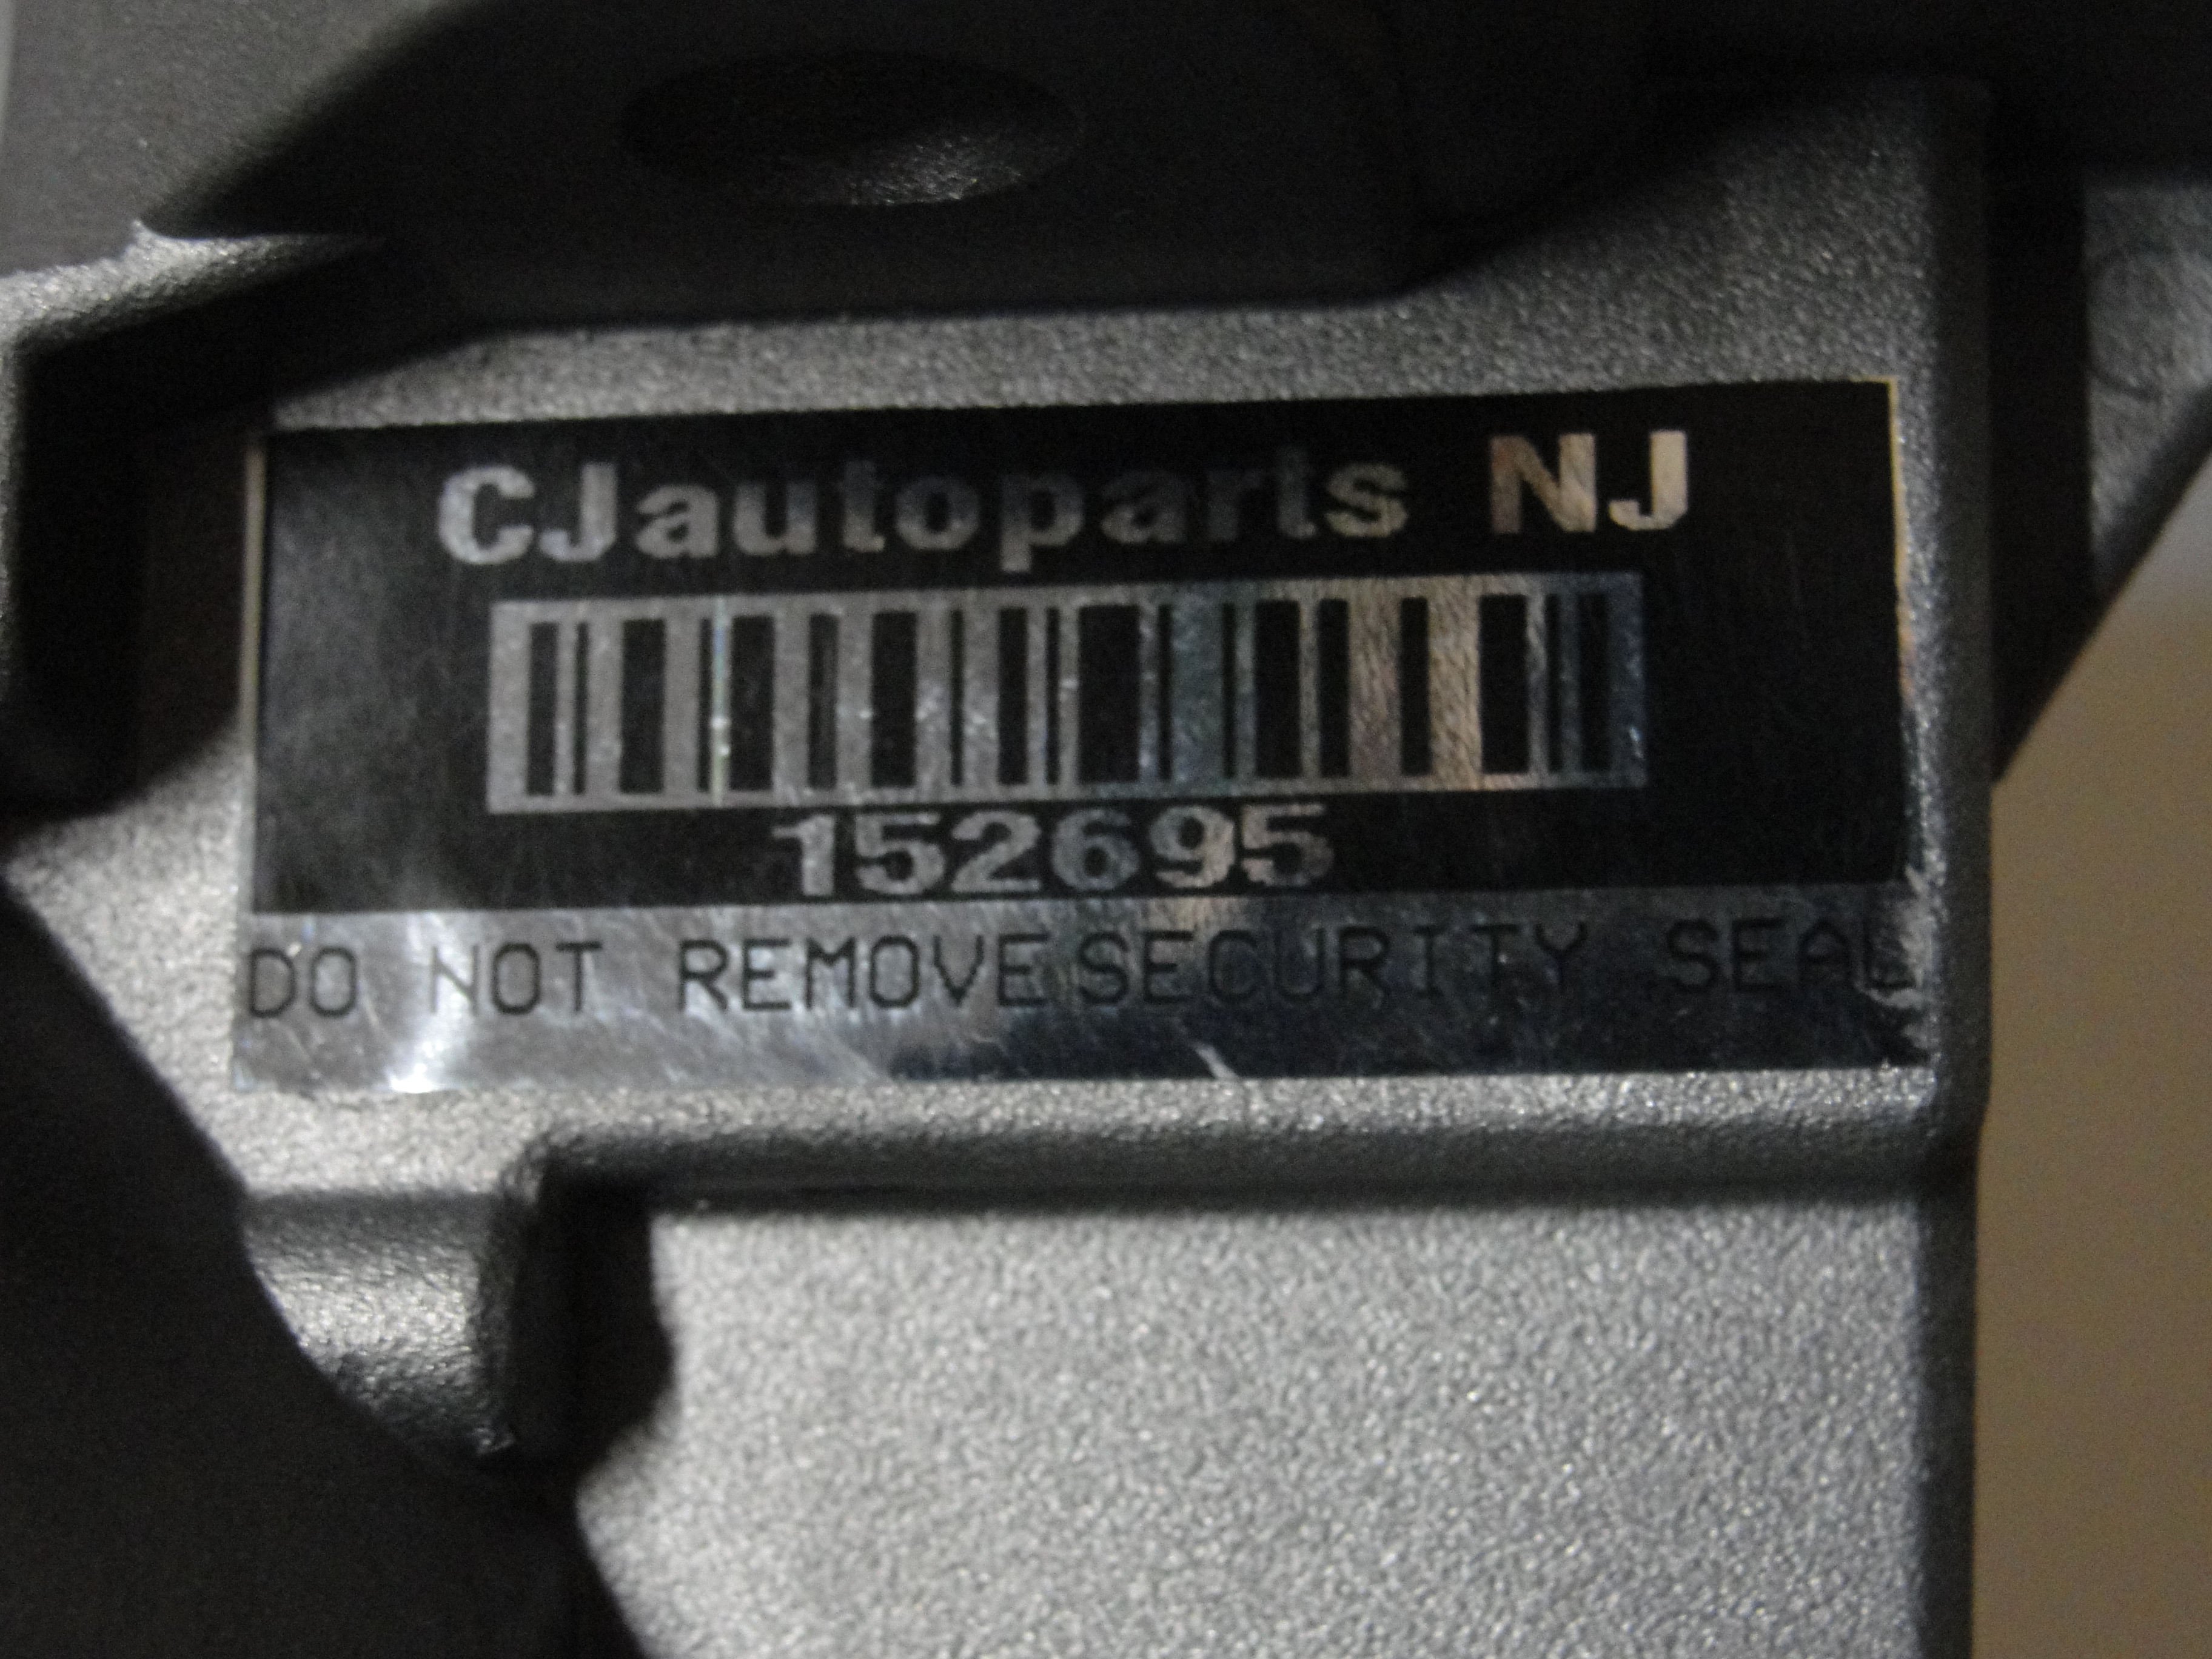 CJautoparts NJ
152695
DO NOT REMOVE SECURITY SEAL